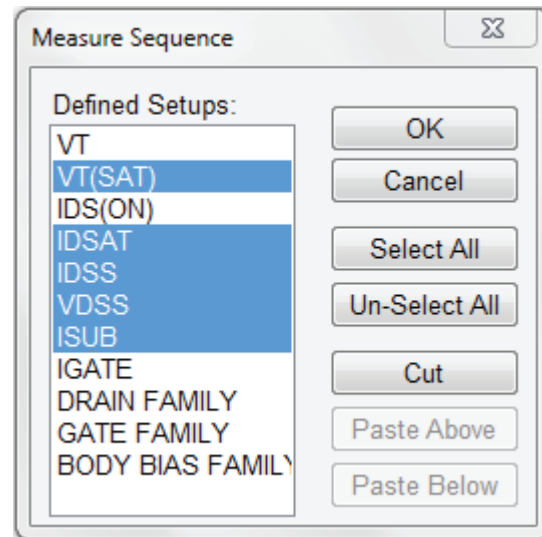 Measure Sequence
Defined Setups:
VT
VT(SAT)
IDS(ON)
IDSAT
IDSS
VDSS
ISUB
IGATE
DRAIN FAMILY
GATE FAMILY
BODY BIAS FAMILY
OK
Cancel
Select All
Un-Select All
Cut
Paste Above
Paste Below